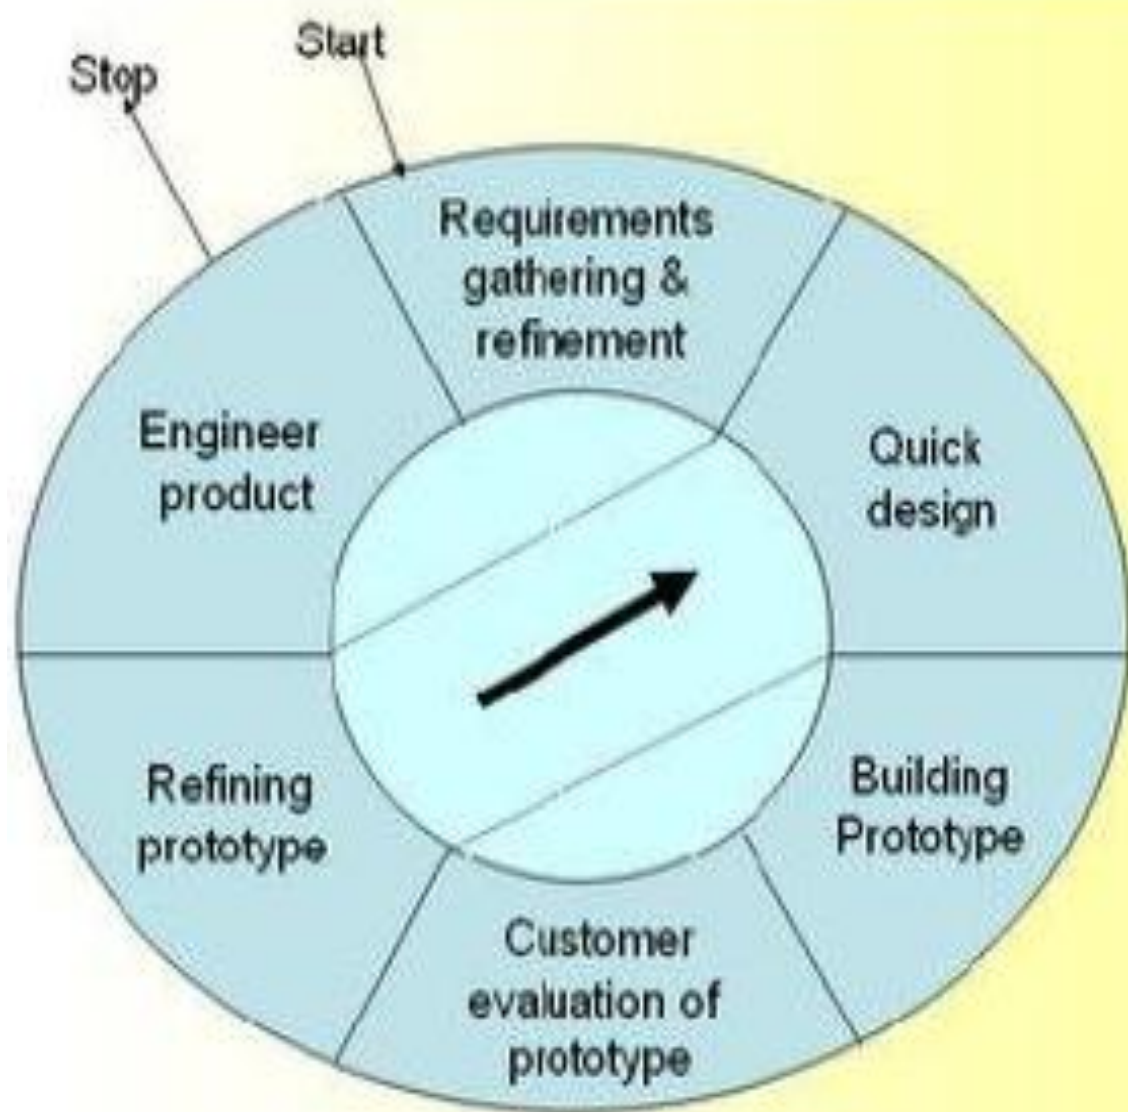 Start
Stop
Requirements
gathering &
refinement
Quick
design
Building
Prototype
Customer
evaluation of
prototype
Refining
prototype
Engineer
product